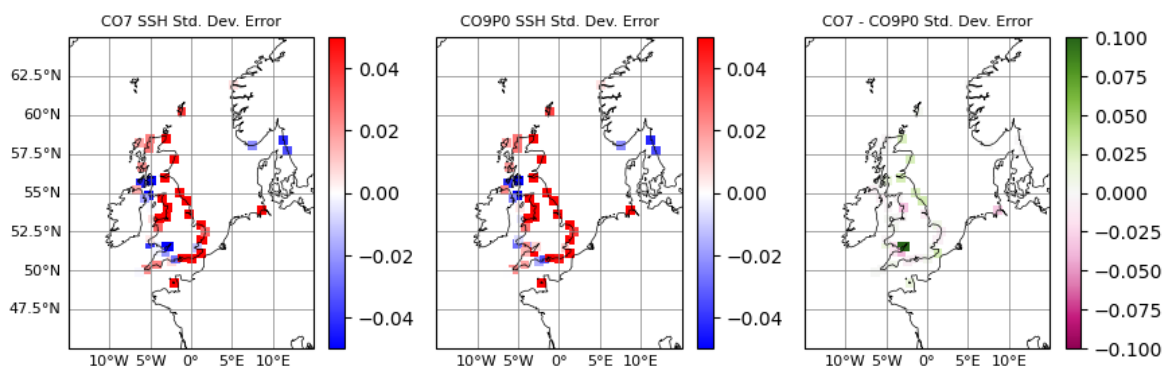 CO7 SSH Std. Dev. Error
CO9P0 SSH Std. Dev. Error
CO7 - CO9P0 Std. Dev. Error
62.5°N
60°N
57.5°N
55°N
52.5°N
50°N
47.5°N
10°W 5°W 0° 5°E 10°E
0.04
0.02
0.00
−0.02
−0.04
10°W 5°W 0° 5°E 10°E
0.04
0.02
0.00
−0.02
−0.04
10°W 5°W 0° 5°E 10°E
0.100
0.075
0.050
0.025
0.000
−0.025
−0.050
−0.075
−0.100